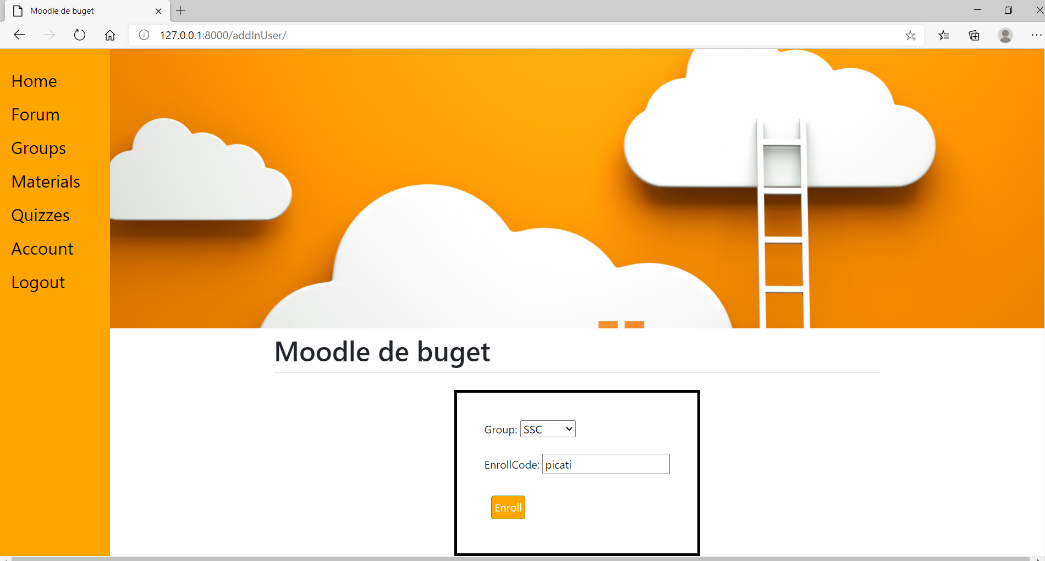 Moodle de buget
127.0.0.1:8000/addInUser/
Home
Forum
Groups
Materials
Quizzes
Account
Logout
Moodle de buget
Group: SSC
EnrollCode: picati
Enroll